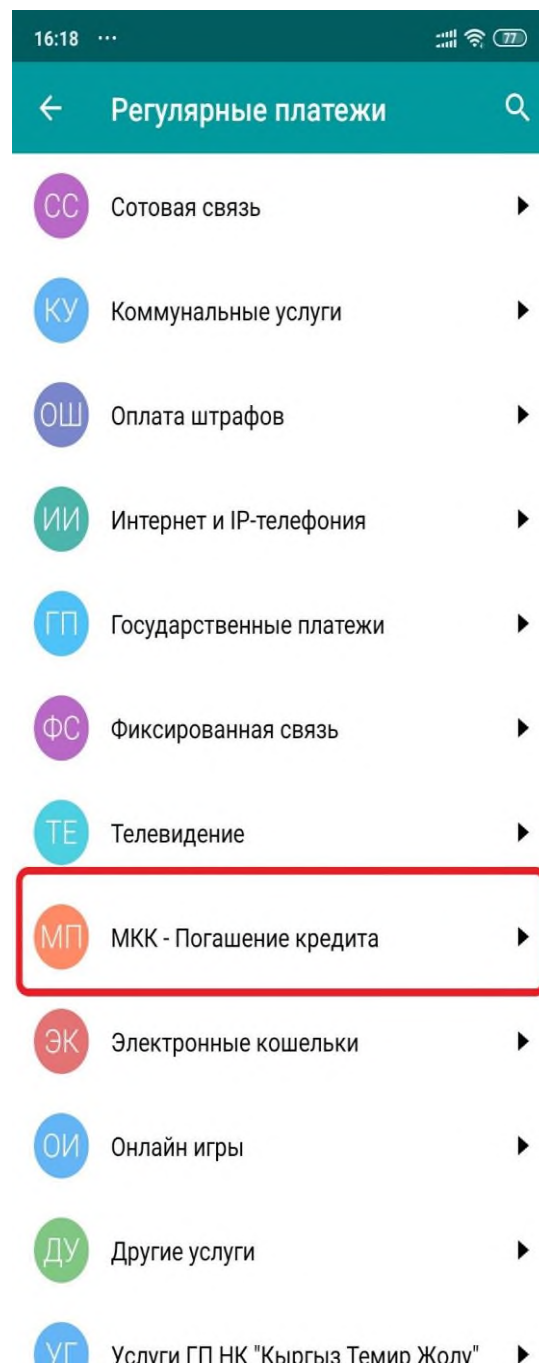 16:18 ...
77
Регулярные платежи
СС Сотовая связь
КУ Коммунальные услуги
ОШ Оплата штрафов
ИИ Интернет и IP-телефония
ГП Государственные платежи
ФС Фиксированная связь
ТЕ Телевидение
МП МКК - Погашение кредита
ЭК Электронные кошельки
ОИ Онлайн игры
ДУ Другие услуги
УГ Услуги ГП НК "Кыргыз Темир Жолу"